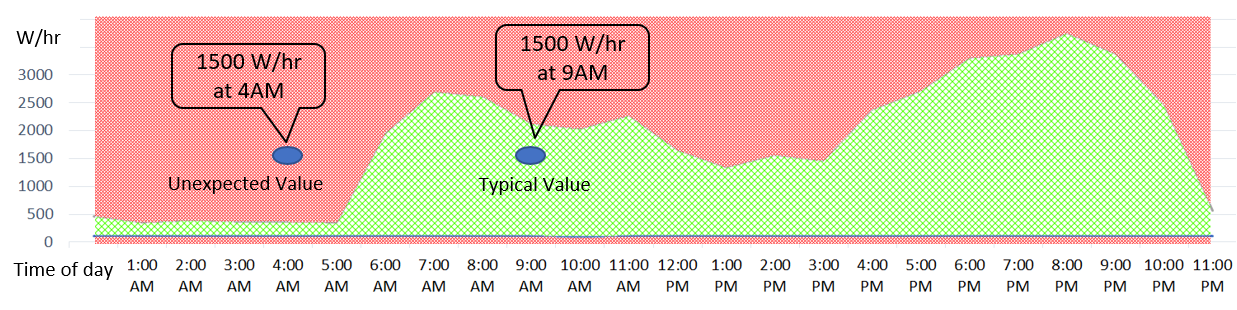 W/hr
1500 W/hr
at 4AM
1500 W/hr
at 9AM
3000
2500
2000
1500
1000
500
0
Unexpected Value
Typical Value
Time of day
1:00 AM
2:00 AM
3:00 AM
4:00 AM
5:00 AM
6:00 AM
7:00 AM
8:00 AM
9:00 AM
10:00 AM
11:00 AM
12:00 PM
1:00 PM
2:00 PM
3:00 PM
4:00 PM
5:00 PM
6:00 PM
7:00 PM
8:00 PM
9:00 PM
10:00 PM
11:00 PM